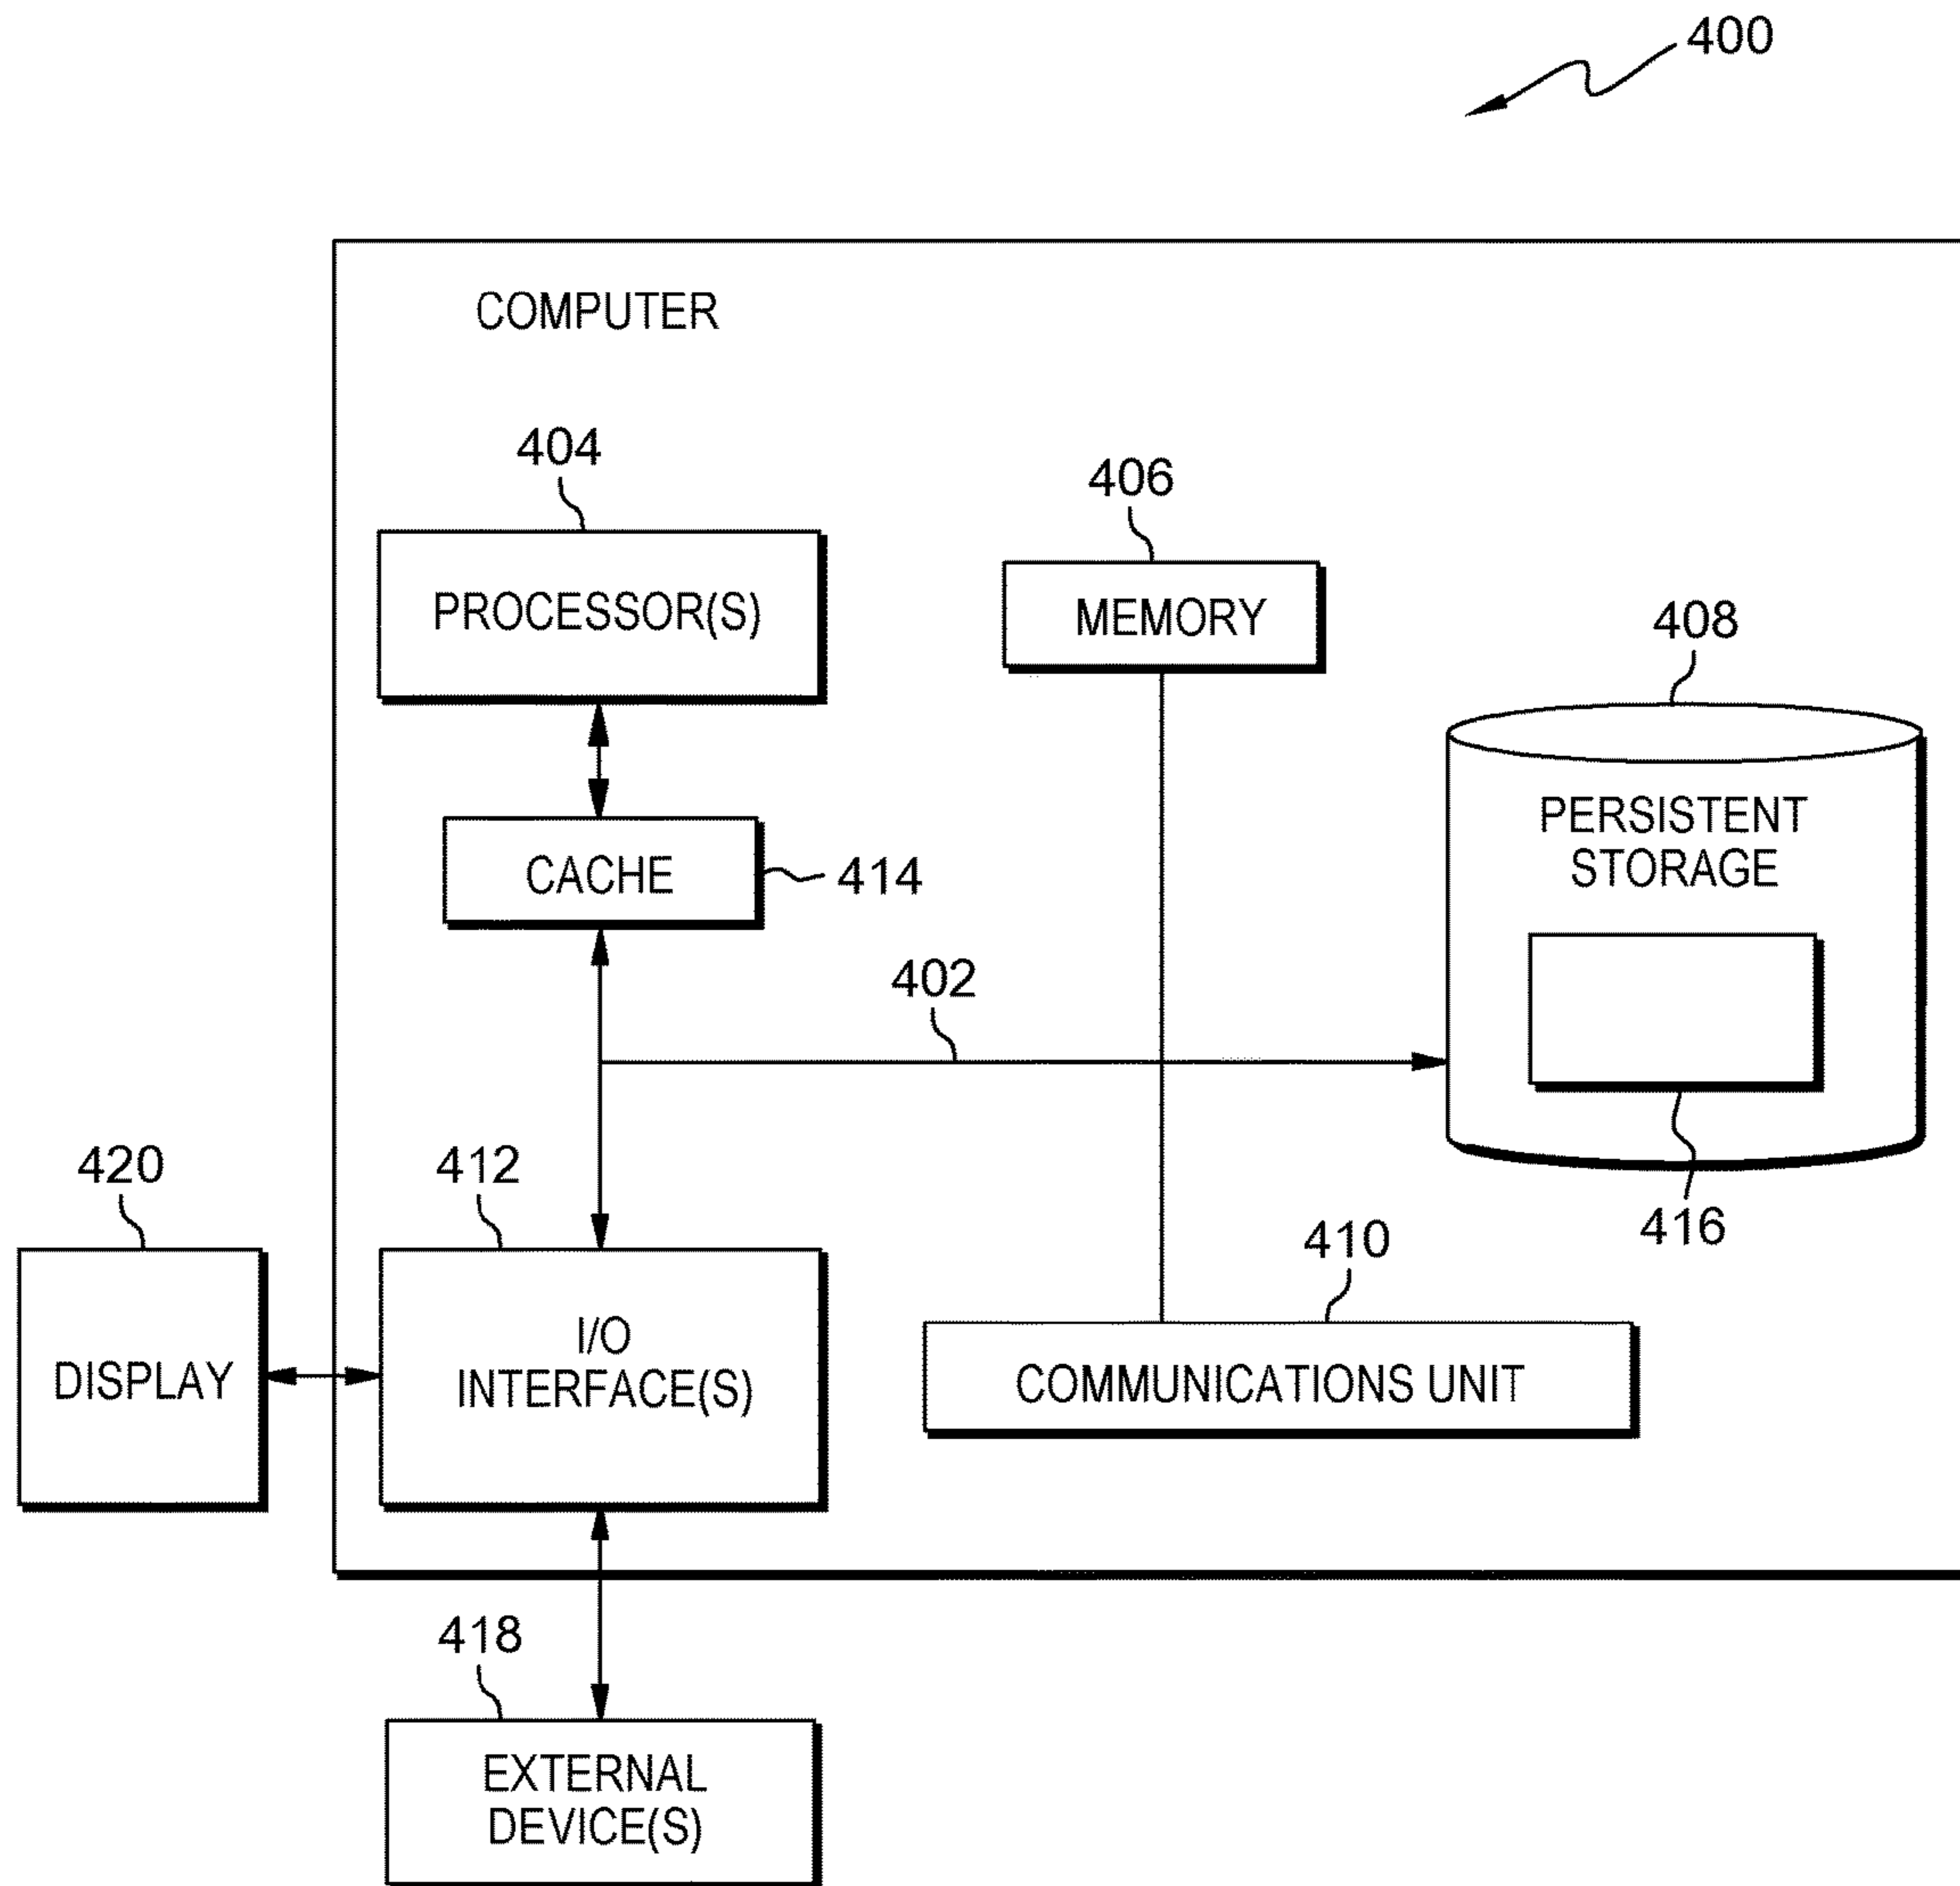 400
COMPUTER
404
PROCESSOR(S)
406
MEMORY
408
PERSISTENT
STORAGE
CACHE
414
402
416
420
DISPLAY
412
I/O
INTERFACE(S)
410
COMMUNICATIONS UNIT
418
EXTERNAL
DEVICE(S)